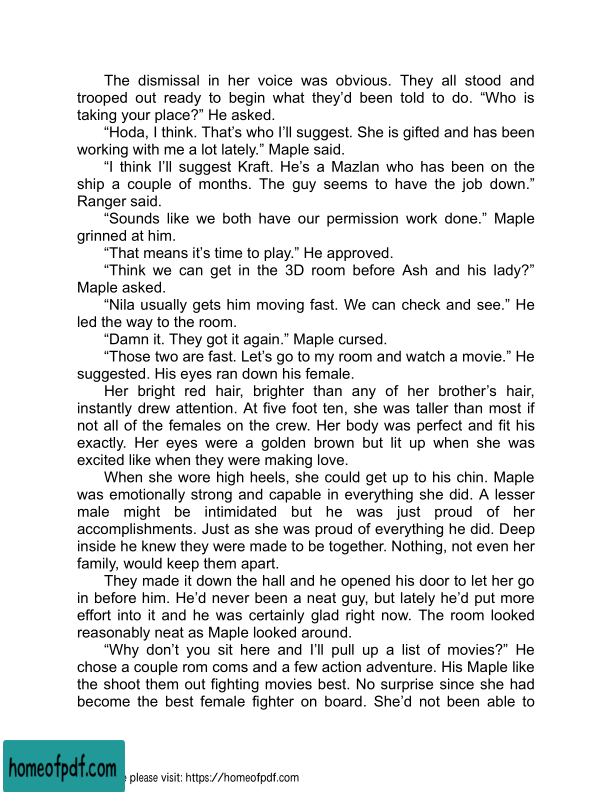 The dismissal in her voice was obvious. They all stood and
trooped out ready to begin what they’d been told to do. “Who is
taking your place?” He asked.
“Hoda, I think. That’s who I’ll suggest. She is gifted and has been
working with me a lot lately.” Maple said.
“I think I’ll suggest Kraft. He’s a Mazlan who has been on the
ship a couple of months. The guy seems to have the job down.”
Ranger said.
“Sounds like we both have our permission work done.” Maple
grinned at him.
“That means it’s time to play.” He approved.
“Think we can get in the 3D room before Ash and his lady?”
Maple asked.
“Nila usually gets him moving fast. We can check and see.” He
led the way to the room.
“Damn it. They got it again.” Maple cursed.
“Those two are fast. Let’s go to my room and watch a movie.” He
suggested. His eyes ran down his female.
Her bright red hair, brighter than any of her brother’s hair,
instantly drew attention. At five foot ten, she was taller than most if
not all of the females on the crew. Her body was perfect and fit his
exactly. Her eyes were a golden brown but lit up when she was
excited like when they were making love.
When she wore high heels, she could get up to his chin. Maple
was emotionally strong and capable in everything she did. A lesser
male might be intimidated but he was just proud of her
accomplishments. Just as she was proud of everything he did. Deep
inside he knew they were made to be together. Nothing, not even her
family, would keep them apart.
They made it down the hall and he opened his door to let her go
in before him. He’d never been a neat guy, but lately he’d put more
effort into it and he was certainly glad right now. The room looked
reasonably neat as Maple looked around.
“Why don’t you sit here and I’ll pull up a list of movies?” He
chose a couple rom coms and a few action adventure. His Maple like
the shoot them out fighting movies best. No surprise since she had
become the best female fighter on board. She’d not been able to
homeofpdf.com
please visit: https://homeofpdf.com